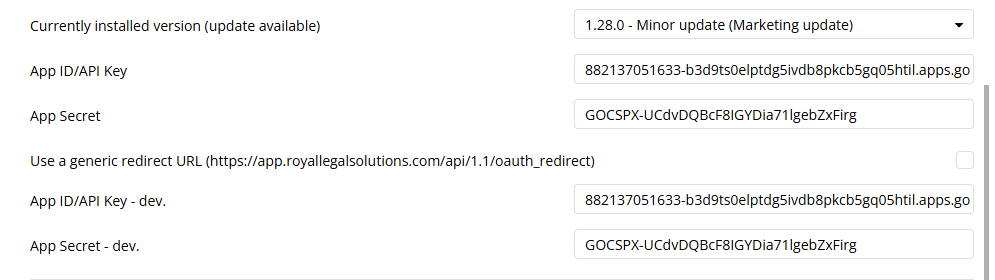 Currently installed version (update available)
1.28.0 - Minor update (Marketing update)
App ID/API Key
882137051633-b3d9ts0elptdg5ivdb8pkcb5gq05htil.apps.go
App Secret
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
Use a generic redirect URL (https://app.royallegalsolutions.com/api/1.1/oauth_redirect)
App ID/API Key - dev.
882137051633-b3d9ts0elptdg5ivdb8pkcb5gq05htil.apps.go
App Secret - dev.
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